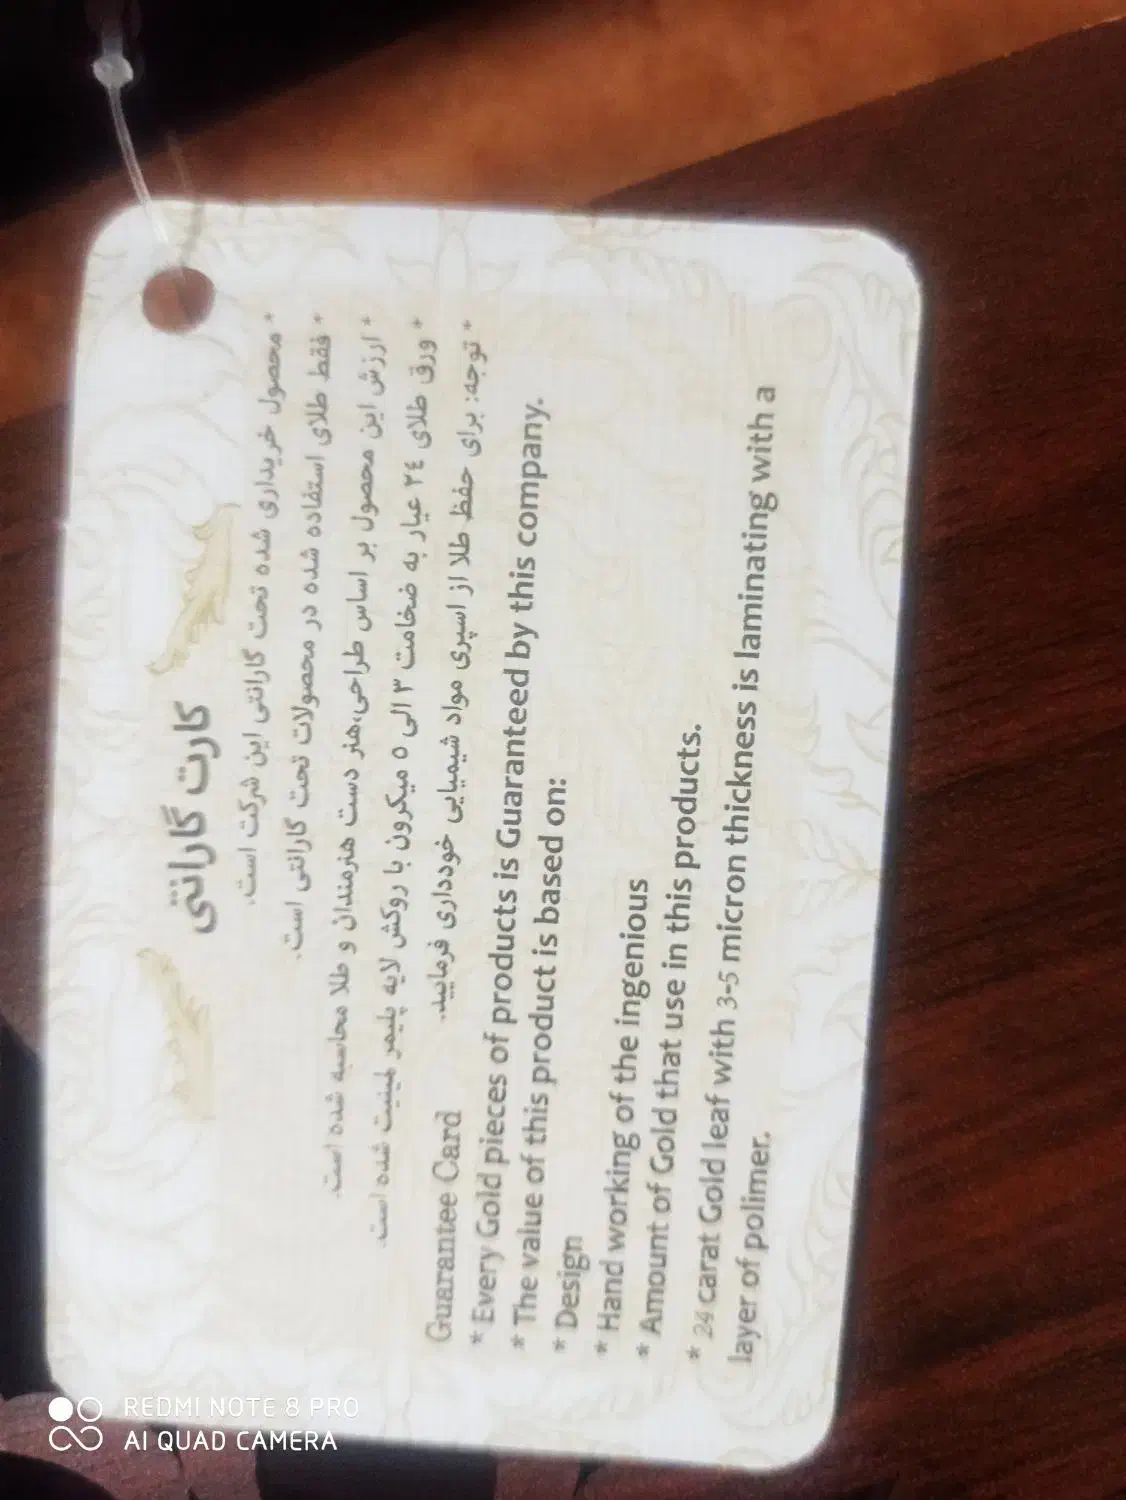 کارت گارانتی
* محصول خریداری شده تحت گارانتی این شرکت است.
* فقط طلای استفاده شده در محصولات تحت گارانتی است.
* ارزش این محصول بر اساس طراحی،هنر دست هنرمندان و طلا محاسبه شده است.
* ورق طلای ۲٤ عیار به ضخامت ۳ الی ۵ میکرون با روکش لایه پلیمر لمینیت شده است.
* توجه: برای حفظ طلا از اسپری مواد شیمیایی خودداری فرمایید.
Guarantee Card
* Every Gold pieces of products is Guaranteed by this company.
* The value of this product is based on:
* Design
* Hand working of the ingenious
* Amount of Gold that use in this products.
* 24 carat Gold leaf with 3-5 micron thickness is laminating with a
layer of polimer.
REDMI NOTE 8 PRO
AI QUAD CAMERA